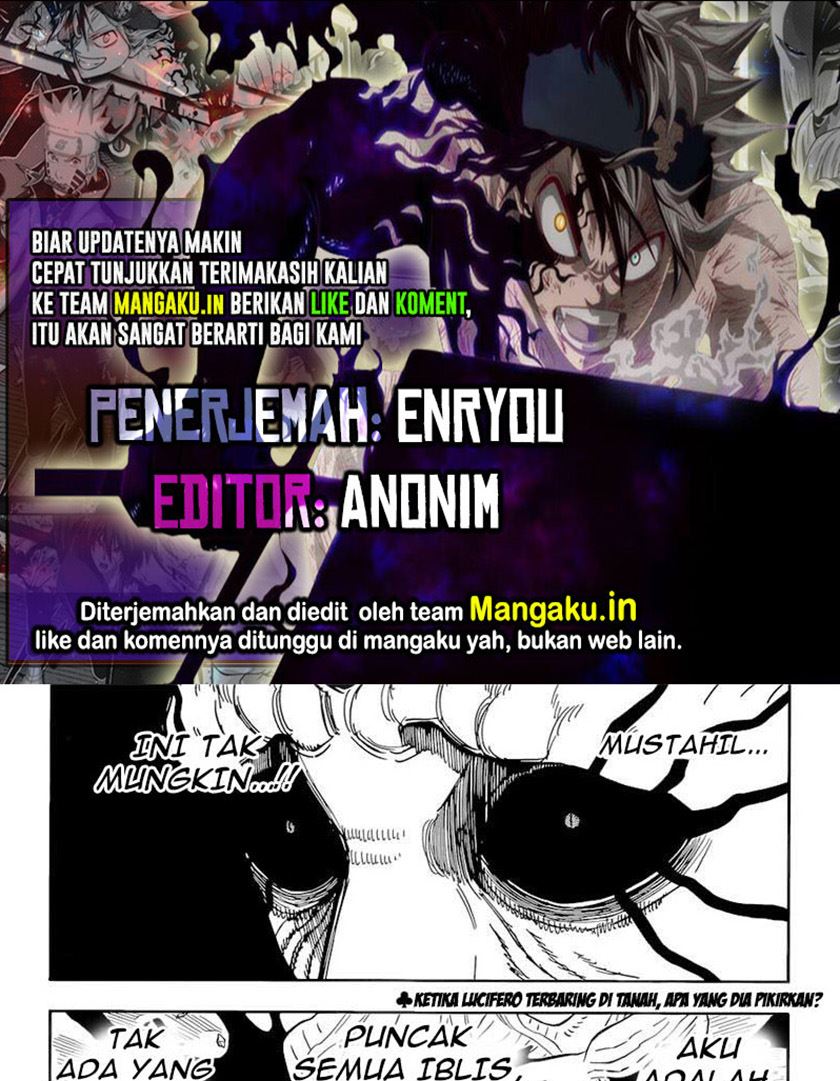 BIAR UPDATENYA MAKIN
CEPAT TUNJUKKAN TERIMAKASIH KALIAN
KE TEAM MANGAKU.IN BERIKAN LIKE DAN KOMENT,
ITU AKAN SANGAT BERARTI BAGI KAMI
PENERJEMAH: ENRYOU
EDITOR: ANONIM
Diterjemahkan dan diedit oleh team Mangaku.in
like dan komennya ditunggu di mangaku yah, bukan web lain.
MUSTAHIL...
INI TAK
MUNGKIN...!!
♣KETIKA LUCIFERO TERBARING DI TANAH, APA YANG DIA PIKIRKAN?
AKU
ADALAH
PUNCAK
SEMUA IBLIS,
TAK
ADA YANG